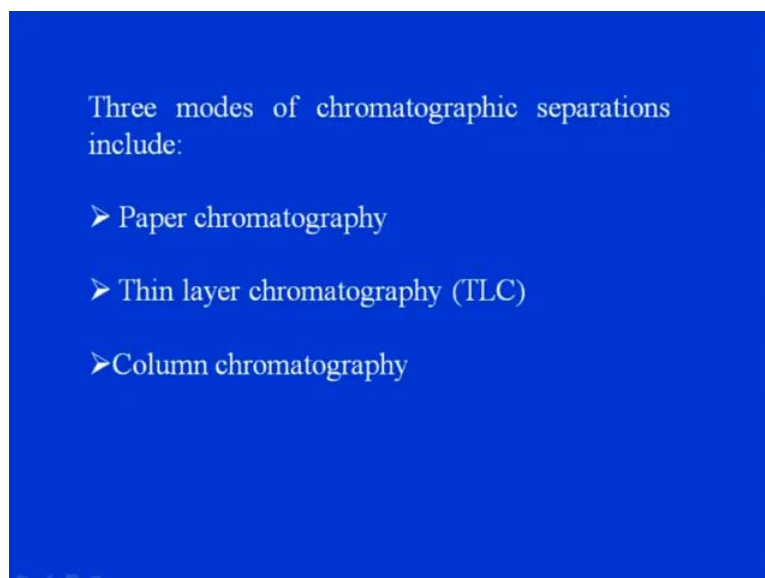 Three modes of chromatographic separations
include:
➢ Paper chromatography
➢ Thin layer chromatography (TLC)
➢Column chromatography